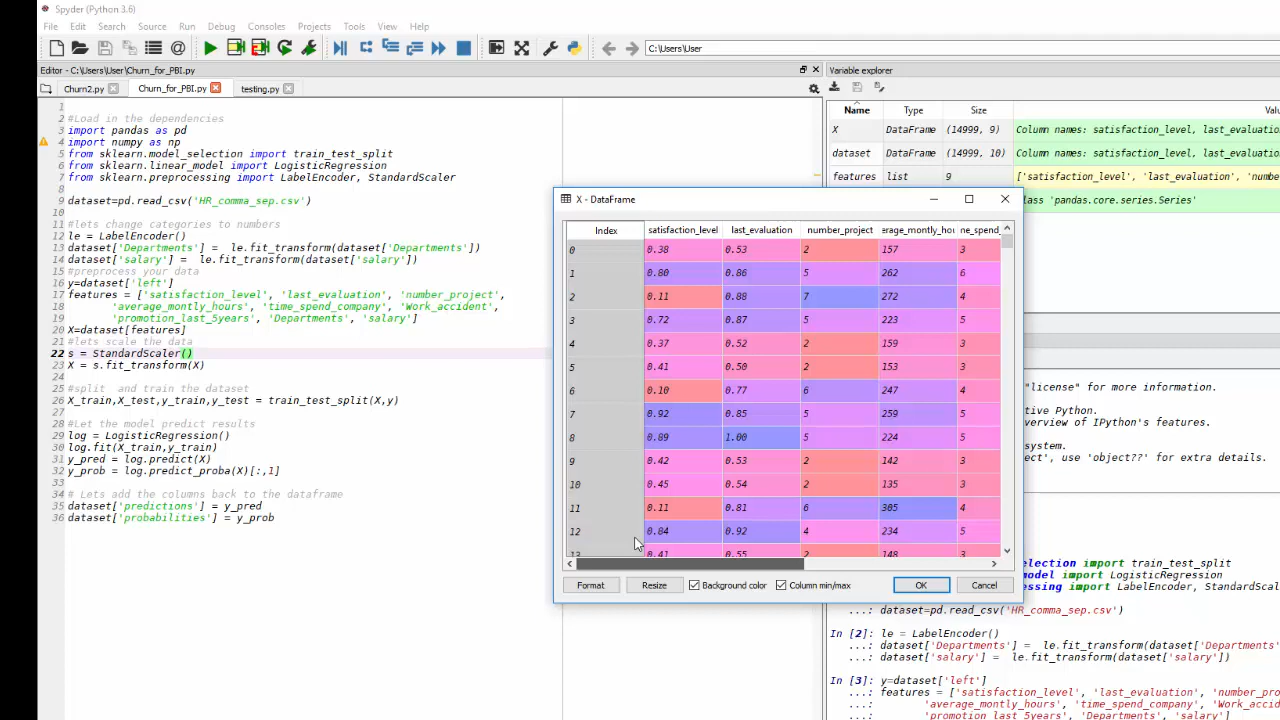 Spyder (Python 3.6)
File Edit Search Source Run Debug Consoles Projects Tools View Help
C:\Users\User
Editor - C:\Users\User\Churn_for_PBI.py
Churn2.py Churn_for_PBI.py testing.py
1
2 #Load in the dependencies
3 import pandas as pd
4 import numpy as np
5 from sklearn.model_selection import train_test_split
6 from sklearn.linear_model import LogisticRegression
7 from sklearn.preprocessing import LabelEncoder, StandardScaler
8
9 dataset=pd.read_csv('HR_comma_sep.csv')
10
11 #lets change categories to numbers
12 le = LabelEncoder()
13 dataset['Departments'] = le.fit_transform(dataset['Departments'])
14 dataset['salary'] = le.fit_transform(dataset['salary'])
15 #preprocess your data
16 y=dataset['left']
17 features = ['satisfaction_level', 'last_evaluation', 'number_project',
18 'average_montly_hours', 'time_spend_company', 'Work_accident',
19 'promotion_last_5years', 'Departments', 'salary']
20 X=dataset[features]
21 #lets scale the data
22 s = StandardScaler()
23 X = s.fit_transform(X)
24
25 #split  and train the dataset
26 X_train,X_test,y_train,y_test = train_test_split(X,y)
27
28 #Let the model predict results
29 log = LogisticRegression()
30 log.fit(X_train,y_train)
31 y_pred = log.predict(X)
32 y_prob = log.predict_proba(X)[:,1]
33
34 # Lets add the columns back to the dataframe
35 dataset['predictions'] = y_pred
36 dataset['probabilities'] = y_prob
Variable explorer
Name Type Size Valu
X DataFrame (14999, 9) Column names: satisfaction_level, last_evaluation
dataset DataFrame (14999, 10) Column names: satisfaction_level, last_evaluation
features list 9 ['satisfaction_level', 'last_evaluation', 'numbe
class 'pandas.core.series.Series'
X - DataFrame
Index satisfaction_level last_evaluation number_project erage_montly_hou ne_spend_
0 0.38 0.53 2 157 3
1 0.80 0.86 5 262 6
2 0.11 0.88 7 272 4
3 0.72 0.87 5 223 5
4 0.37 0.52 2 159 3
5 0.41 0.50 2 153 3
6 0.10 0.77 6 247 4
7 0.92 0.85 5 259 5
8 0.89 1.00 5 224 5
9 0.42 0.53 2 142 3
10 0.45 0.54 2 135 3
11 0.11 0.81 6 305 4
12 0.84 0.92 4 234 5
13 0.41 0.55 2 148 3
Format Resize Background color Column min/max OK Cancel
"license" for more information.
tive Python.
verview of IPython's features.
system.
ject', use 'object??' for extra details.
election import train_test_split
model import LogisticRegression
essing import LabelEncoder, StandardSca
...: dataset=pd.read_csv('HR_comma_sep.csv')
In [2]: le = LabelEncoder()
...: dataset['Departments'] = le.fit_transform(dataset['Departments'
...: dataset['salary'] = le.fit_transform(dataset['salary'])
In [3]: y=dataset['left']
...: features = ['satisfaction_level', 'last_evaluation', 'number_pro
...: 'average_montly_hours', 'time_spend_company', 'Work_acc
...: 'promotion_last_5years', 'Departments', 'salary']